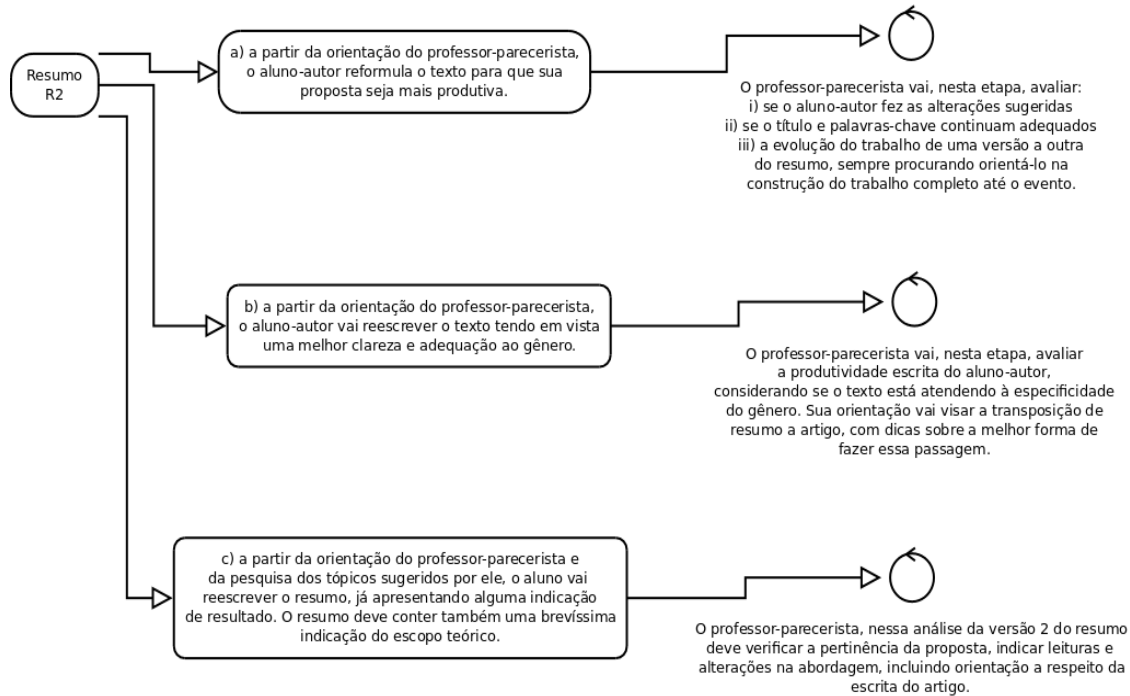 Resumo
R2
a) a partir da orientação do professor-parecerista,
o aluno-autor reformula o texto para que sua
proposta seja mais produtiva.
O professor-parecerista vai, nesta etapa, avaliar:
i) se o aluno-autor fez as alterações sugeridas
ii) se o título e palavras-chave continuam adequados
iii) a evolução do trabalho de uma versão a outra
do resumo, sempre procurando orientá-lo na
construção do trabalho completo até o evento.
b) a partir da orientação do professor-parecerista,
o aluno-autor vai reescrever o texto tendo em vista
uma melhor clareza e adequação ao gênero.
O professor-parecerista vai, nesta etapa, avaliar
a produtividade escrita do aluno-autor,
considerando se o texto está atendendo à especificidade
do gênero. Sua orientação vai visar a transposição de
resumo a artigo, com dicas sobre a melhor forma de
fazer essa passagem.
c) a partir da orientação do professor-parecerista e
da pesquisa dos tópicos sugeridos por ele, o aluno vai
reescrever o resumo, já apresentando alguma indicação
de resultado. O resumo deve conter também uma brevíssima
indicação do escopo teórico.
O professor-parecerista, nessa análise da versão 2 do resumo
deve verificar a pertinência da proposta, indicar leituras e
alterações na abordagem, incluindo orientação a respeito da
escrita do artigo.